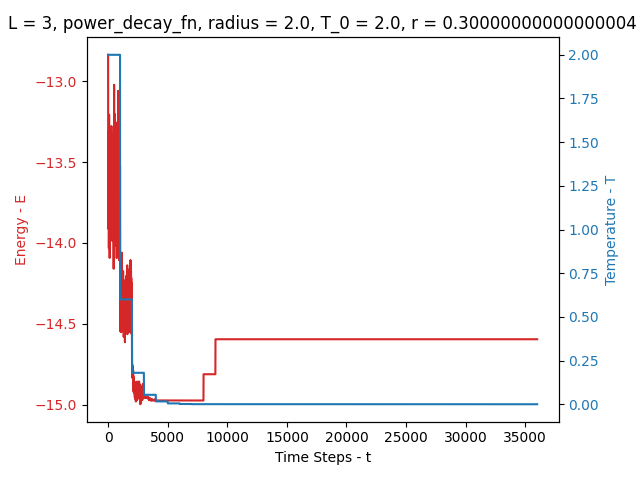 L = 3, power_decay_fn, radius = 2.0, T_0 = 2.0, r = 0.30000000000000004
−13.0
−13.5
−14.0
−14.5
−15.0
Energy - E
2.00
1.75
1.50
1.25
1.00
0.75
0.50
0.25
0.00
Temperature - T
0 5000 10000 15000 20000 25000 30000 35000
Time Steps - t